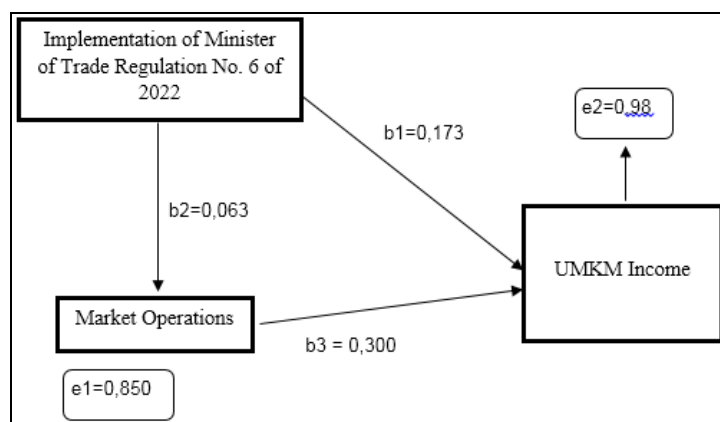 Implementation of Minister
of Trade Regulation No. 6 of
2022
e2=0.98
b1=0,173
b2=0,063
UMKM Income
Market Operations
b3 = 0,300
e1=0,850